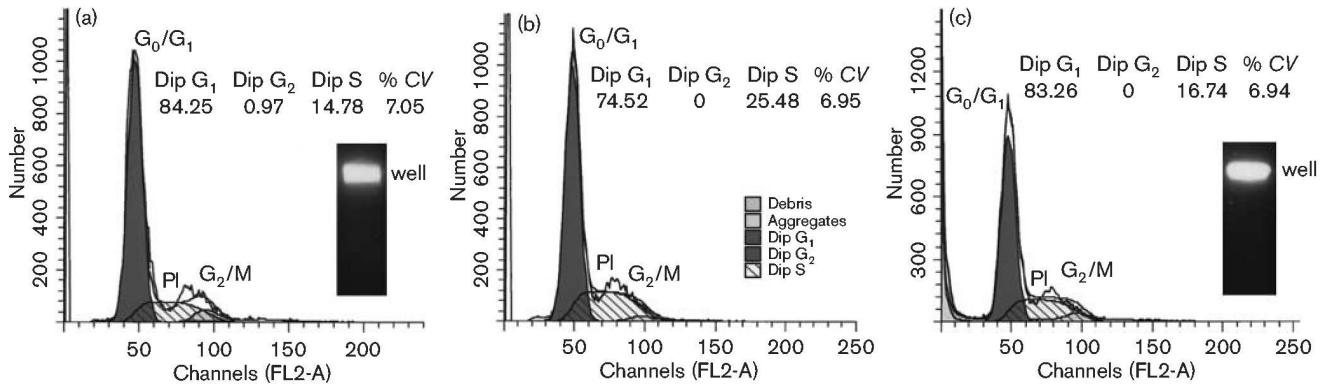 (a)
G0/G1
Dip G1 Dip G2 Dip S % CV
84.25 0.97 14.78 7.05
well
PI
G2/M
Number
1000
800
600
400
200
50 100 150 200
Channels (FL2-A)
(b)
G0/G1
Dip G1 Dip G2 Dip S % CV
74.52 0 25.48 6.95
Debris
Aggregates
Dip G1
Dip G2
Dip S
PI
G2/M
Number
1000
800
600
400
200
50 100 150 200 250
Channels (FL2-A)
(c)
Dip G1 Dip G2 Dip S % CV
83.26 0 16.74 6.94
G0/G1
well
PI
G2/M
Number
1200
900
600
300
50 100 150 200 250
Channels (FL2-A)